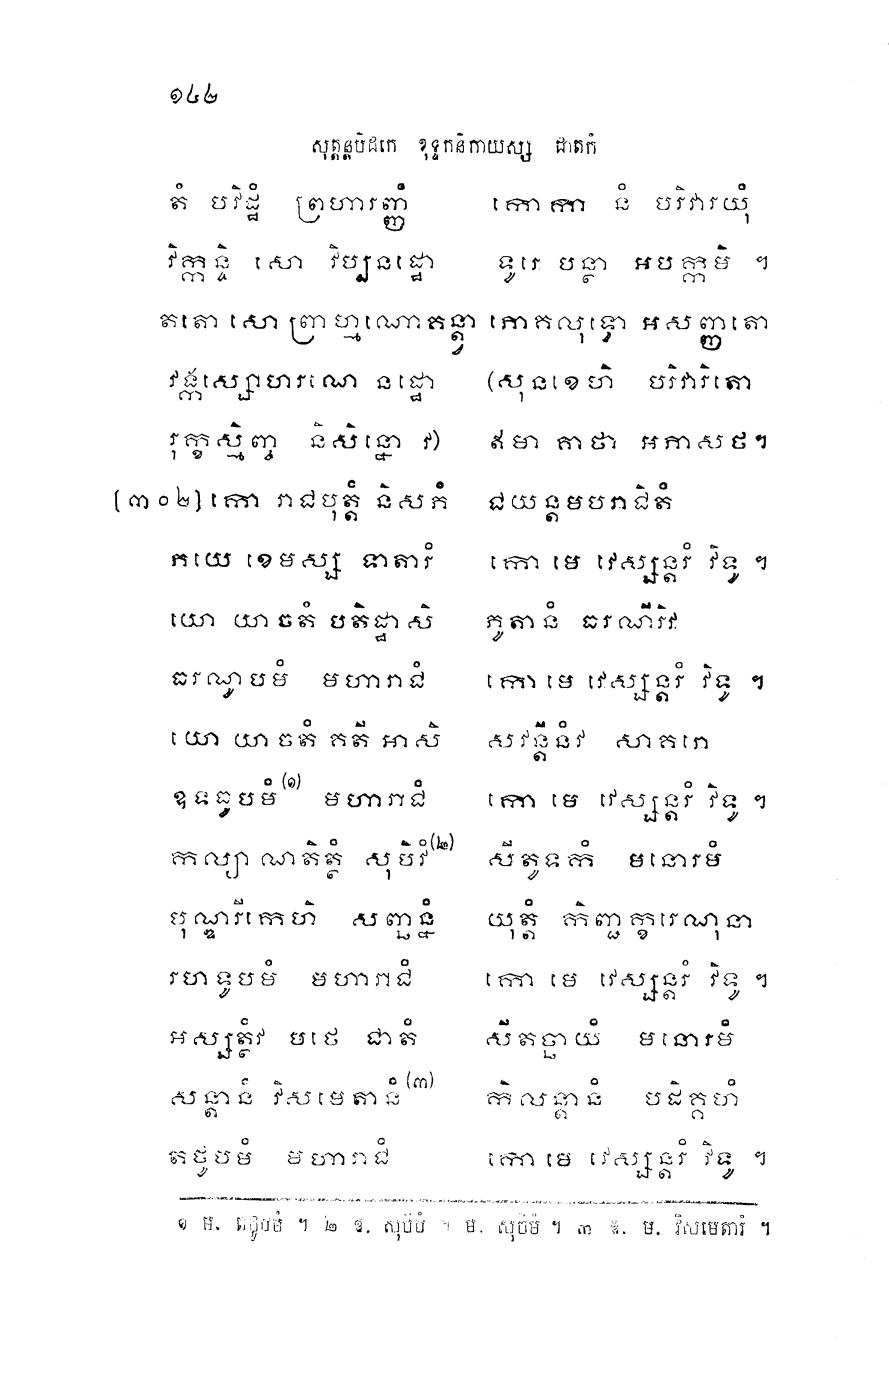 ១៤២
សុត្តន្តបិដកេ ខុទ្ទកនិកាយស្ស ជាតកំ
តំ បវិដ្ឋំ ព្រហារញ្ញំ កោកា នំ បរិវារយុំ
វិក្កន្ទិ សោ វិប្បនដ្ឋោ ទូរេ បន្ថា អបក្កមិ ។
តតោ សោ ព្រាហ្មណោ គន្ត្វា ភោគលុទ្ធោ អសញ្ញតោ
វង្កស្សោហរណេ នដ្ឋោ (សុនខេហិ បរិវារិតោ
រុក្ខស្មិញ្ច និសិន្នោ វ) ឥមា គាថា អភាសថ។
[៣០២] កោ រាជបុត្តំ និសភំ ជយន្តមបរាជិតំ
ភយេ ខេមស្ស ទាតារំ កោ មេ វេស្សន្តរំ វិទូ ។
យោ យាចតំ បតិដ្ឋាសិ ភូតានំ ធរណីរិវ
ធរណូបមំ មហារាជំ កោ មេ វេស្សន្តរំ វិទូ ។
យោ យាចតំ គតី អាសិ សវន្តីនំវ សាគរោ
ឧទធូបមំ(១) មហារាជំ កោ មេ វេស្សន្តរំ វិទូ ។
កល្យាណតិត្ថំ សុបិវំ(២) សីតូទកំ មនោរមំ
បុណ្ឌរីកេហិ សញ្ឆន្នំ យុត្តំ កិញ្ជក្ខរេណុនា
រហទូបមំ មហារាជំ កោ មេ វេស្សន្តរំ វិទូ ។
អស្សត្ថំវ បថេ ជាតំ សីតច្ឆាយំ មនោរមំ
សន្តានំ វិសមេតានំ(៣) កិលន្តានំ បដិគ្គហំ
តថូបមំ មហារាជំ កោ មេ វេស្សន្តរំ វិទូ ។
១ ម. តថូបមំ ។ ២ ឱ. សុបិបំ ។ ម. សុចិមំ ។ ៣ ឱ. ម. វិសមេតារំ ។